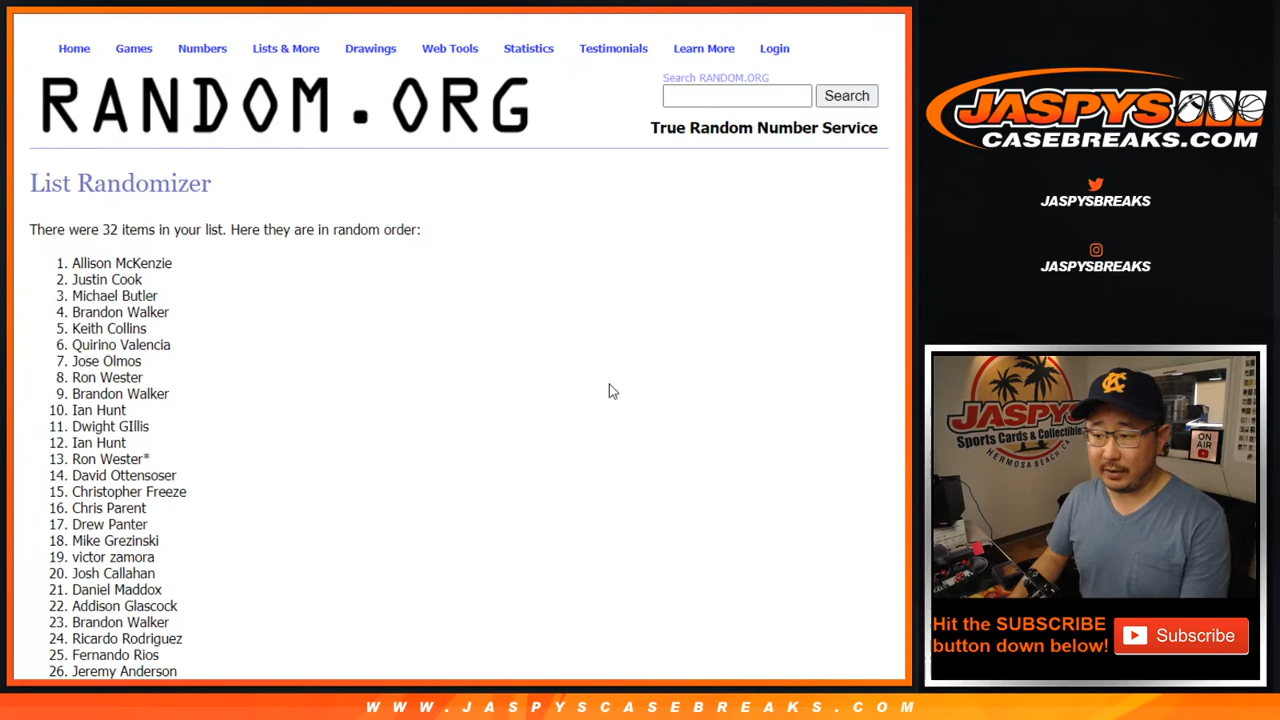 Home Games Numbers Lists & More Drawings Web Tools Statistics Testimonials Learn More Login
RANDOM.ORG
Search RANDOM.ORG
Search
True Random Number Service
List Randomizer
There were 32 items in your list. Here they are in random order:
1. Allison McKenzie
2. Justin Cook
3. Michael Butler
4. Brandon Walker
5. Keith Collins
6. Quirino Valencia
7. Jose Olmos
8. Ron Wester
9. Brandon Walker
10. Ian Hunt
11. Dwight GIllis
12. Ian Hunt
13. Ron Wester*
14. David Ottensoser
15. Christopher Freeze
16. Chris Parent
17. Drew Panter
18. Mike Grezinski
19. victor zamora
20. Josh Callahan
21. Daniel Maddox
22. Addison Glascock
23. Brandon Walker
24. Ricardo Rodriguez
25. Fernando Rios
26. Jeremy Anderson
JASPYS
CASEBREAKS.COM
JASPYSBREAKS
JASPYSBREAKS
JASPYS
Sports Cards & Collectibles
HERMOSA BEACH, CA
KC
ON AIR
Hit the SUBSCRIBE
button down below!
Subscribe
WWW.JASPYSCASEBREAKS.COM